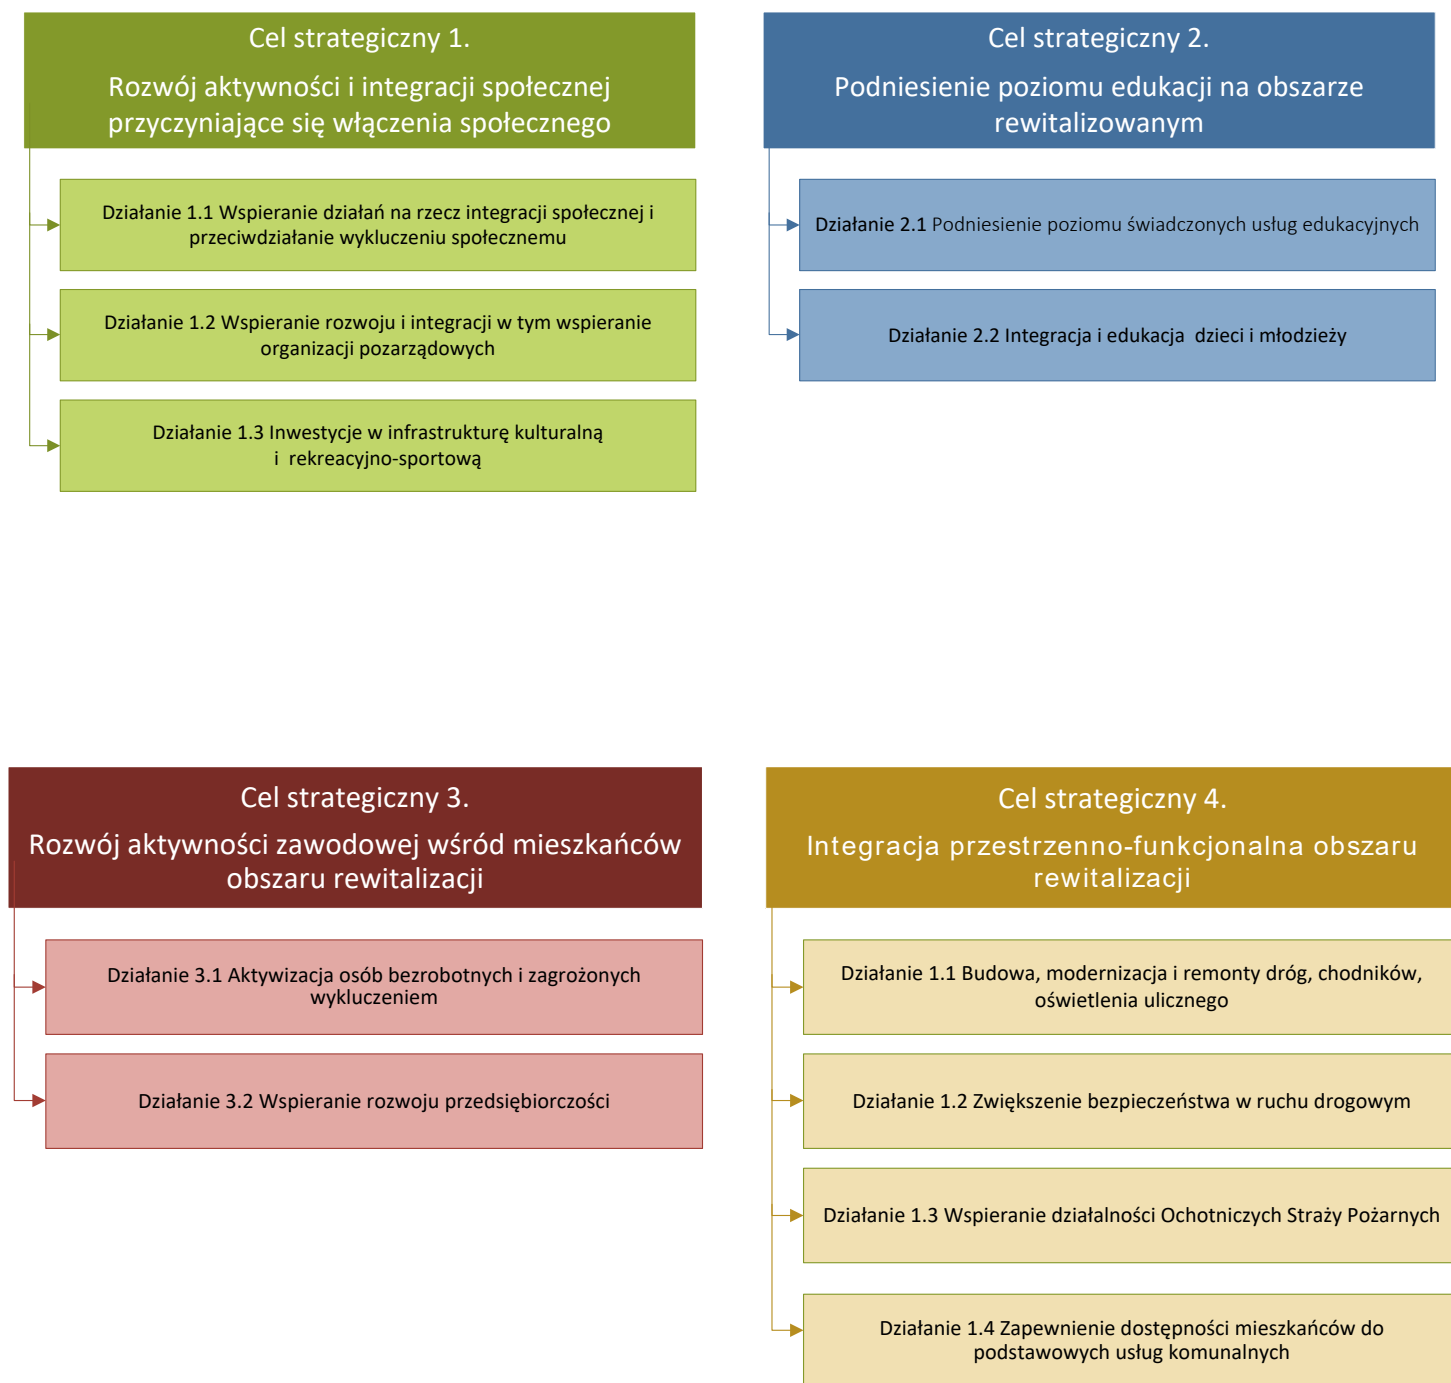 Cel strategiczny 1.
Rozwój aktywności i integracji społecznej
przyczyniające się włączenia społecznego
Działanie 1.1 Wspieranie działań na rzecz integracji społecznej i
przeciwdziałanie wykluczeniu społecznemu
Działanie 1.2 Wspieranie rozwoju i integracji w tym wspieranie
organizacji pozarządowych
Działanie 1.3 Inwestycje w infrastrukturę kulturalną
i rekreacyjno-sportową
Cel strategiczny 2.
Podniesienie poziomu edukacji na obszarze
rewitalizowanym
Działanie 2.1 Podniesienie poziomu świadczonych usług edukacyjnych
Działanie 2.2 Integracja i edukacja dzieci i młodzieży
Cel strategiczny 3.
Rozwój aktywności zawodowej wśród mieszkańców
obszaru rewitalizacji
Działanie 3.1 Aktywizacja osób bezrobotnych i zagrożonych
wykluczeniem
Działanie 3.2 Wspieranie rozwoju przedsiębiorczości
Cel strategiczny 4.
Integracja przestrzenno-funkcjonalna obszaru
rewitalizacji
Działanie 1.1 Budowa, modernizacja i remonty dróg, chodników,
oświetlenia ulicznego
Działanie 1.2 Zwiększenie bezpieczeństwa w ruchu drogowym
Działanie 1.3 Wspieranie działalności Ochotniczych Straży Pożarnych
Działanie 1.4 Zapewnienie dostępności mieszkańców do
podstawowych usług komunalnych